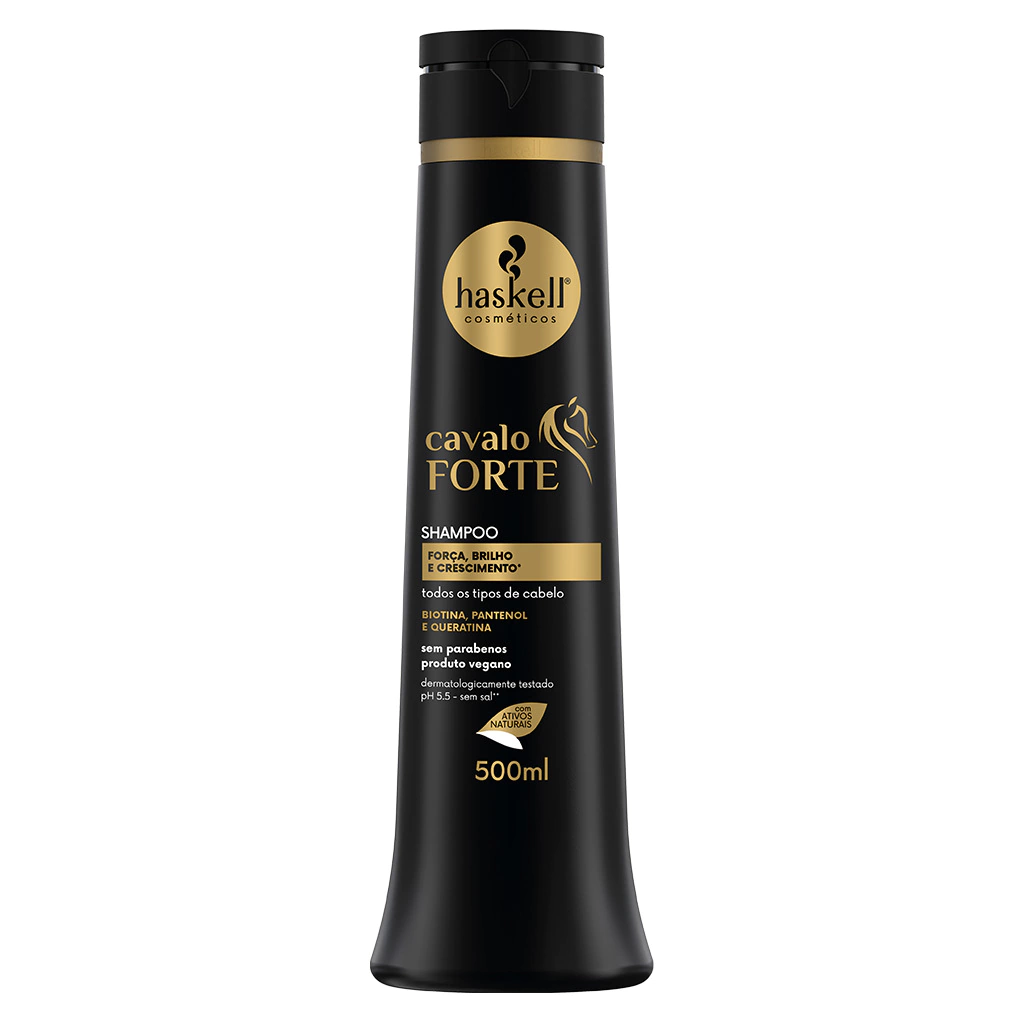 haskell®
cosméticos
cavalo
FORTE
SHAMPOO
FORÇA, BRILHO
E CRESCIMENTO*
todos os tipos de cabelo
BIOTINA, PANTENOL
E QUERATINA
sem parabenos
produto vegano
dermatologicamente testado
pH 5.5 - sem sal**
com
ATIVOS
NATURAIS
500ml